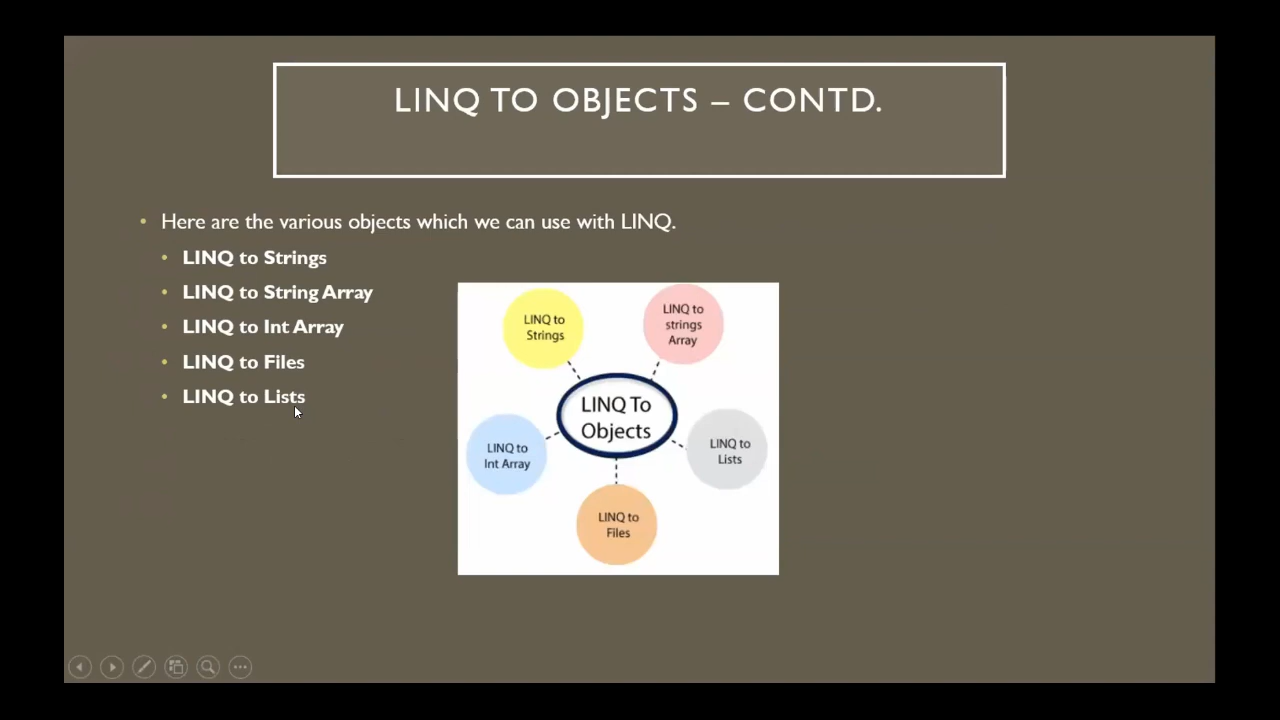 LINQ TO OBJECTS – CONTD.
• Here are the various objects which we can use with LINQ.
• LINQ to Strings
• LINQ to String Array
• LINQ to Int Array
• LINQ to Files
• LINQ to Lists
LINQ to
Strings
LINQ to
strings
Array
LINQ To
Objects
LINQ to
Int Array
LINQ to
Lists
LINQ to
Files